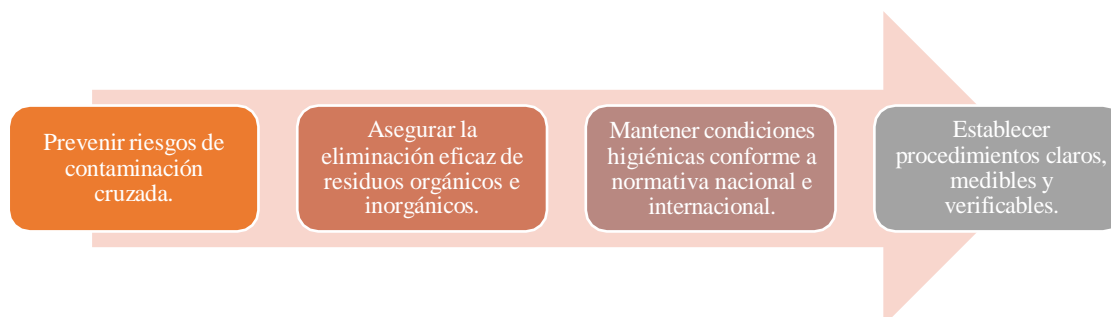 Prevenir riesgos de
contaminación
cruzada.
Asegurar la
eliminación eficaz de
residuos orgánicos e
inorgánicos.
Mantener condiciones
higiénicas conforme a
normativa nacional e
internacional.
Establecer
procedimientos claros,
medibles y
verificables.